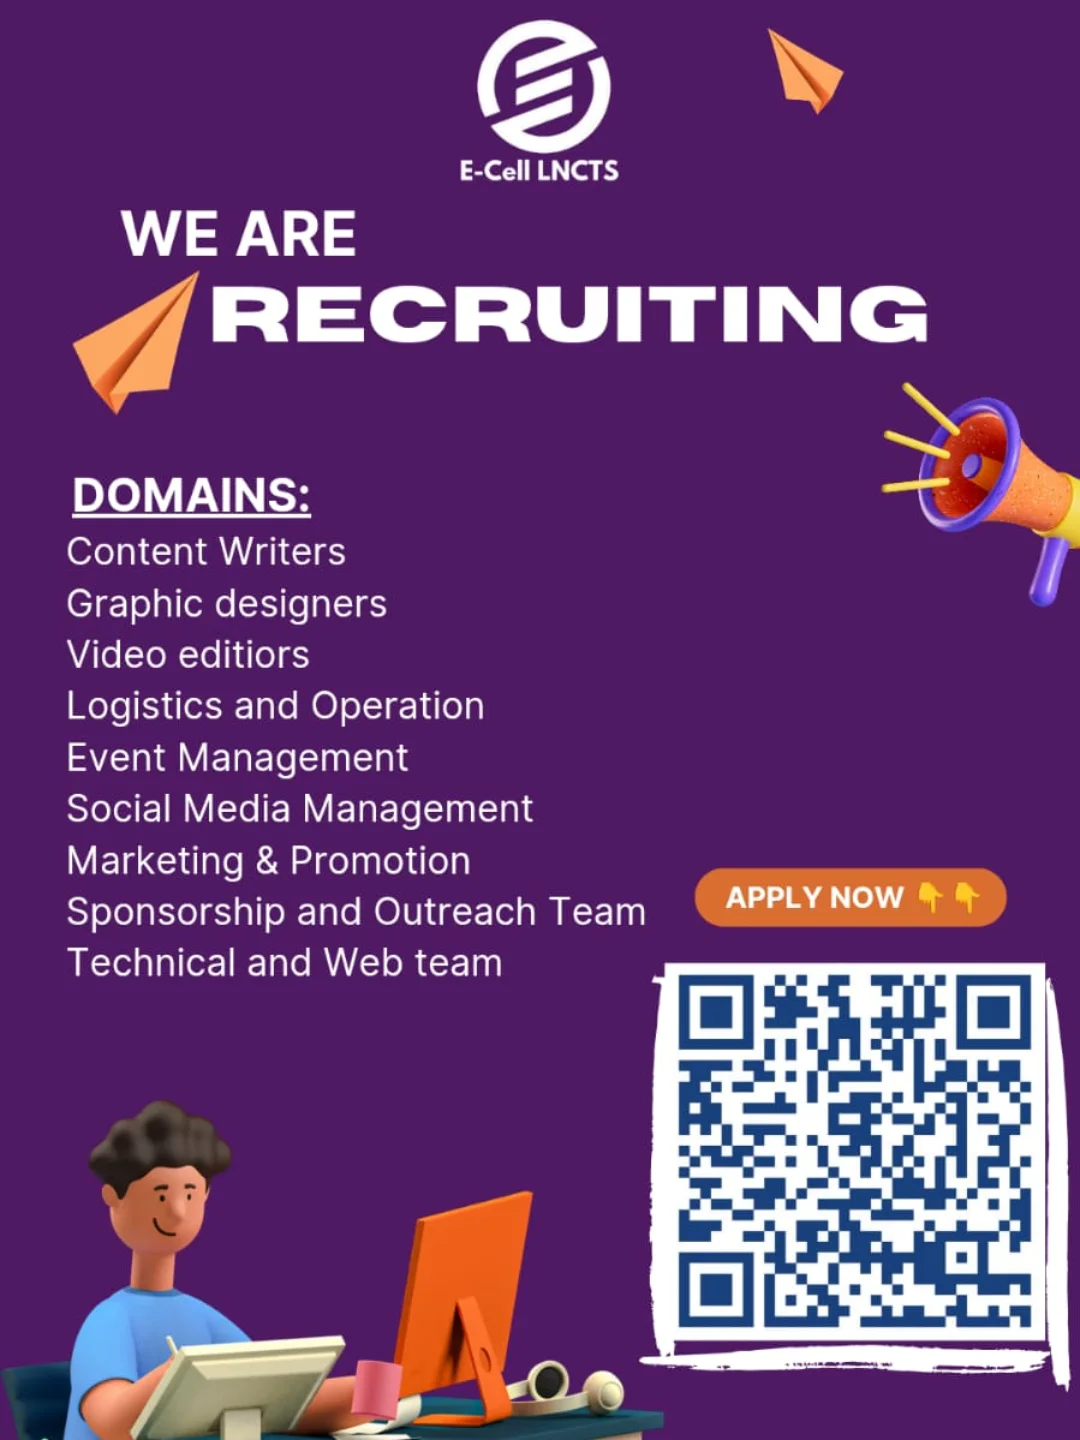 E-Cell LNCTS
WE ARE
RECRUITING
DOMAINS:
Content Writers
Graphic designers
Video editiors
Logistics and Operation
Event Management
Social Media Management
Marketing & Promotion
Sponsorship and Outreach Team
Technical and Web team
APPLY NOW 👇👇